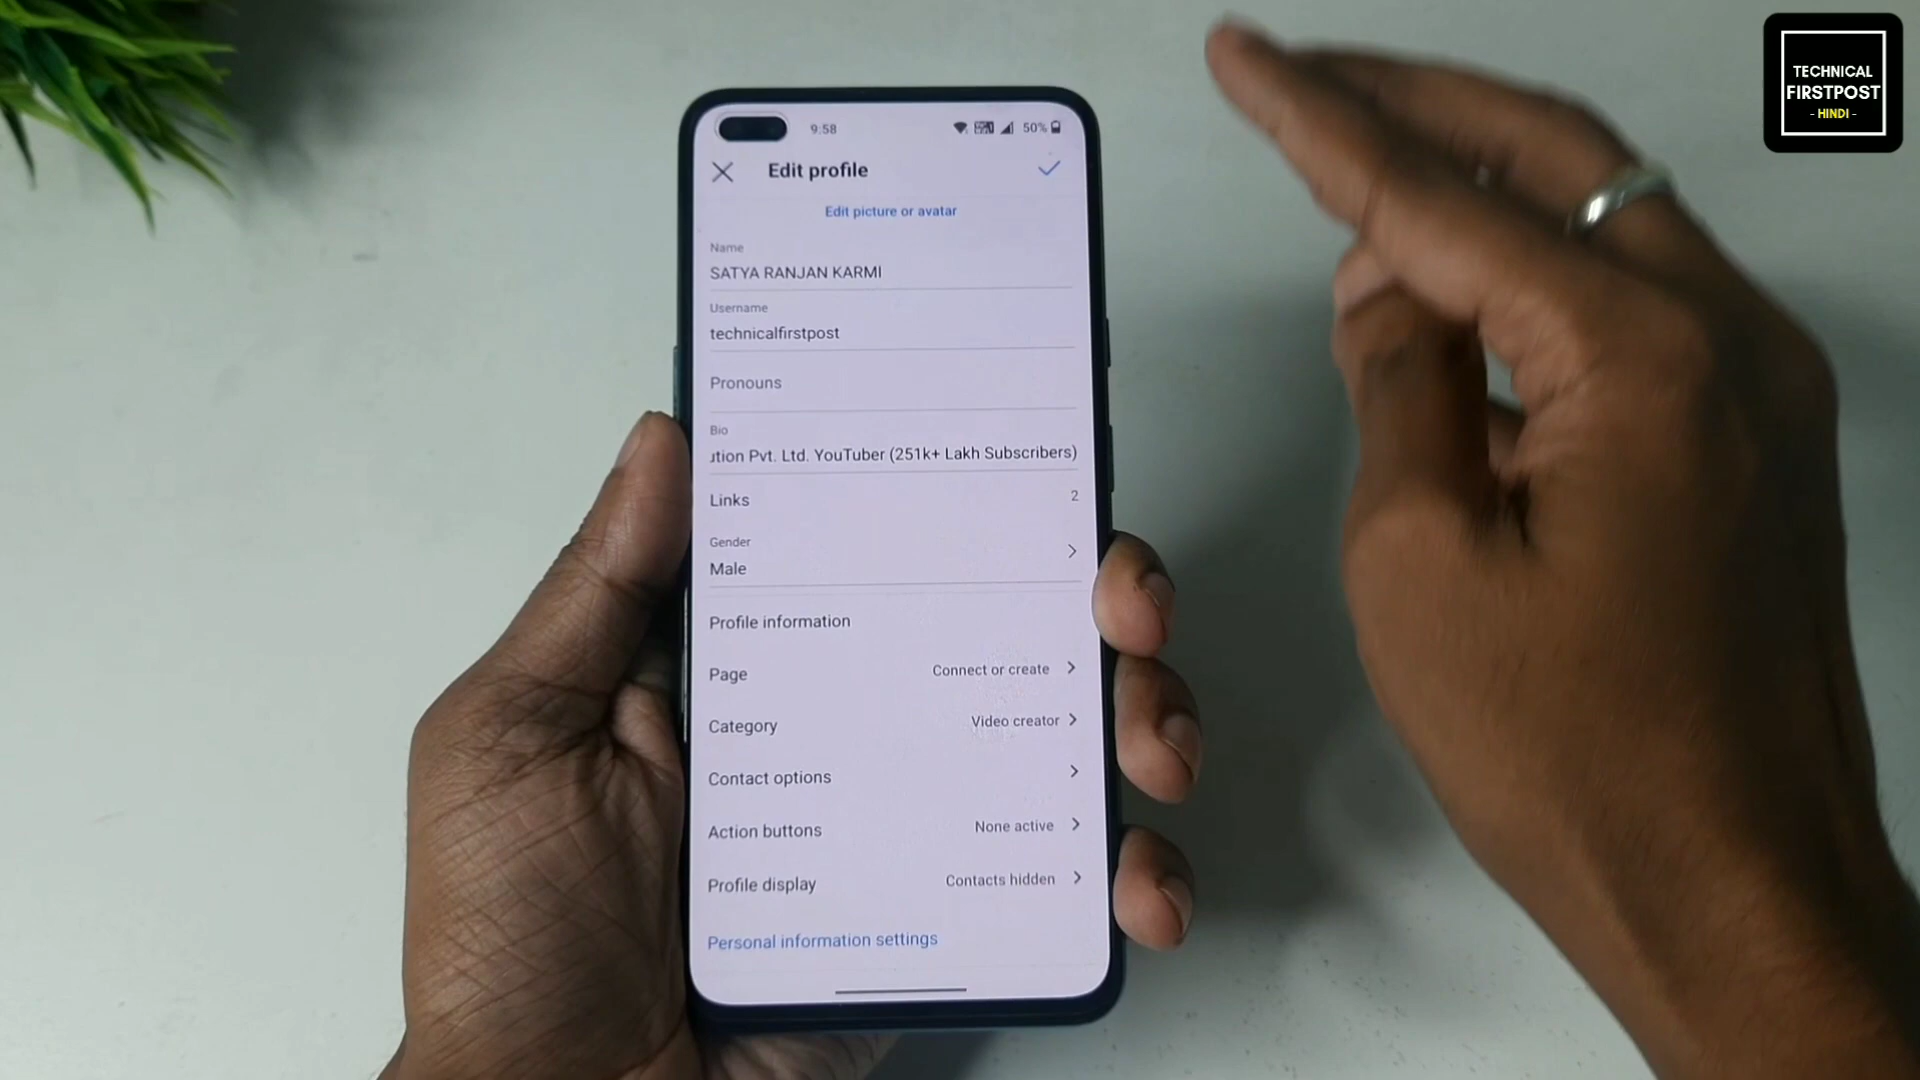 TECHNICAL
FIRSTPOST
- HINDI -
9:58
50%
Edit profile
Edit picture or avatar
Name
SATYA RANJAN KARMI
Username
technicalfirstpost
Pronouns
Bio
Pvt. Ltd. YouTuber (251k+ Lakh Subscribers)
Links 2
Gender
Male
Profile information
Page Connect or create
Category Video creator
Contact options
Action buttons None active
Profile display Contacts hidden
Personal information settings